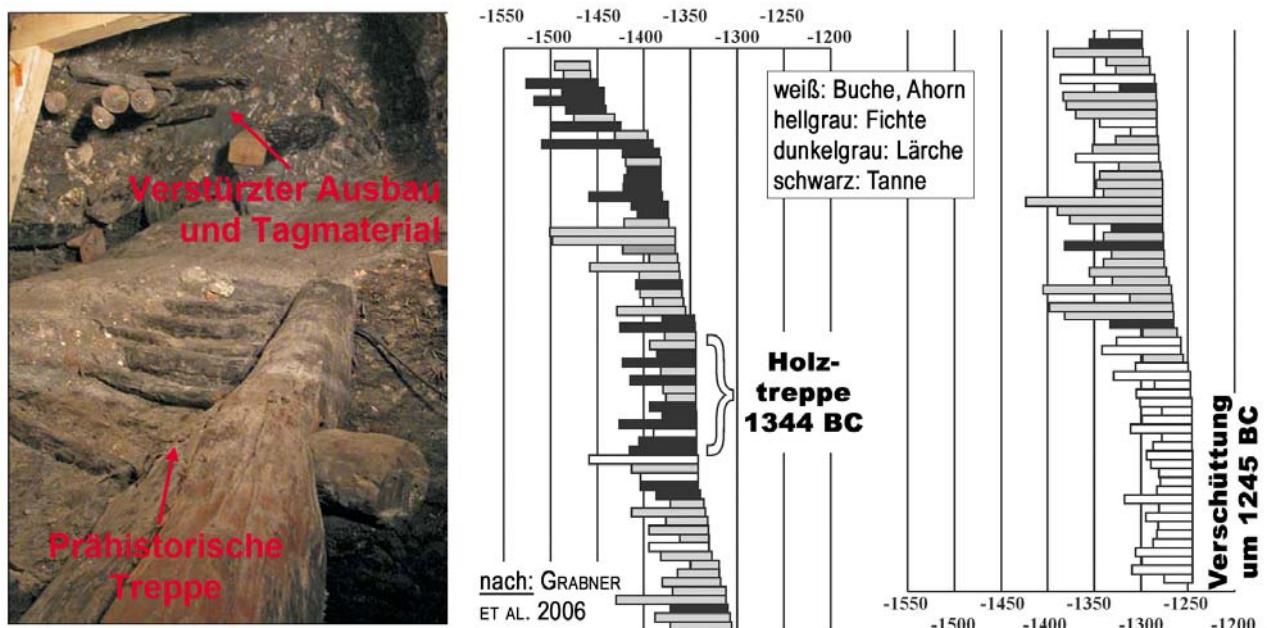 Verstürzter Ausbau
und Tagmaterial
Prähistorische
Treppe
-1550 -1450 -1350 -1250
-1500 -1400 -1300 -1200
weiß: Buche, Ahorn
hellgrau: Fichte
dunkelgrau: Lärche
schwarz: Tanne
Holz-
treppe
1344 BC
nach: GRABNER
ET AL. 2006
Verschüttung
um 1245 BC
-1550 -1450 -1350 -1250
-1500 -1400 -1300 -1200